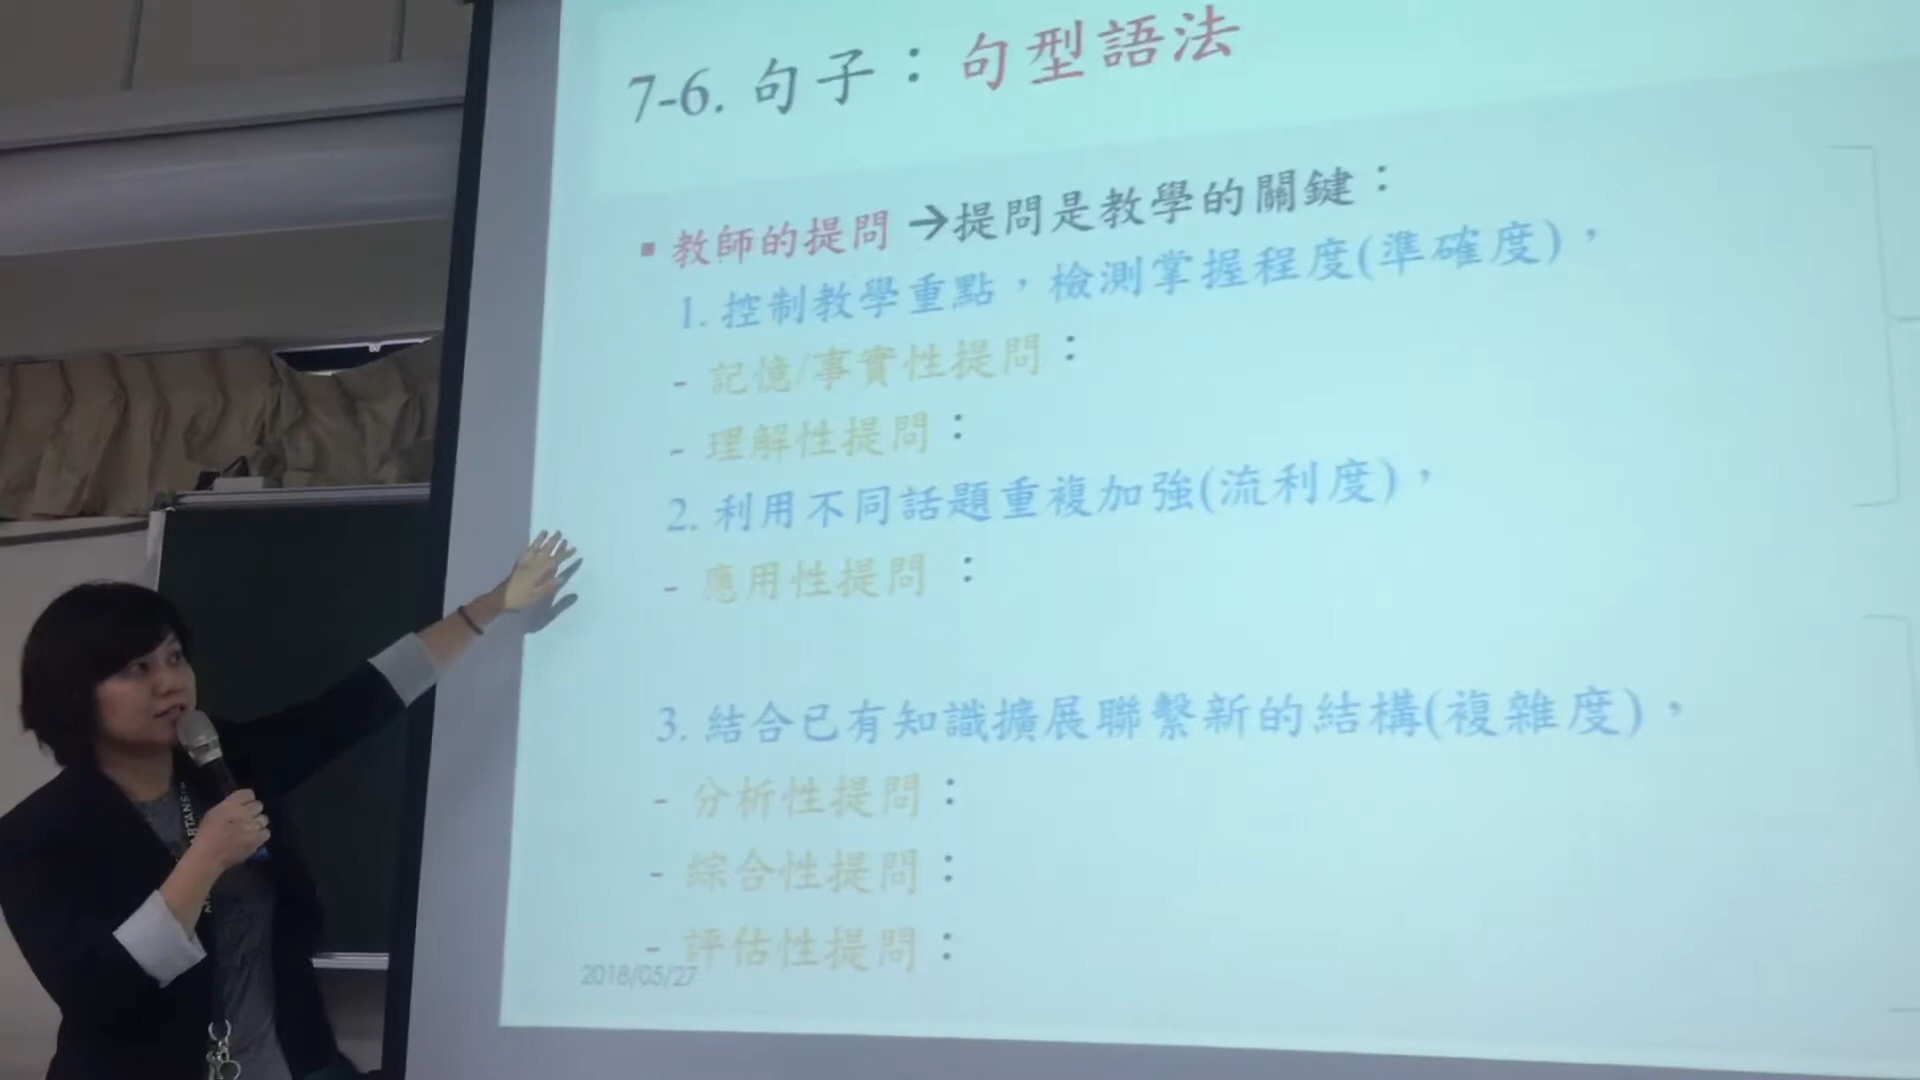 7-6. 句子：句型語法
▪ 教師的提問 →提問是教學的關鍵：
1. 控制教學重點，檢測掌握程度(準確度)，
- 記憶/事實性提問：
- 理解性提問：
2. 利用不同話題重複加強(流利度)，
- 應用性提問：
3. 結合已有知識擴展聯繫新的結構(複雜度)，
- 分析性提問：
- 綜合性提問：
- 評估性提問：
2018/05/27